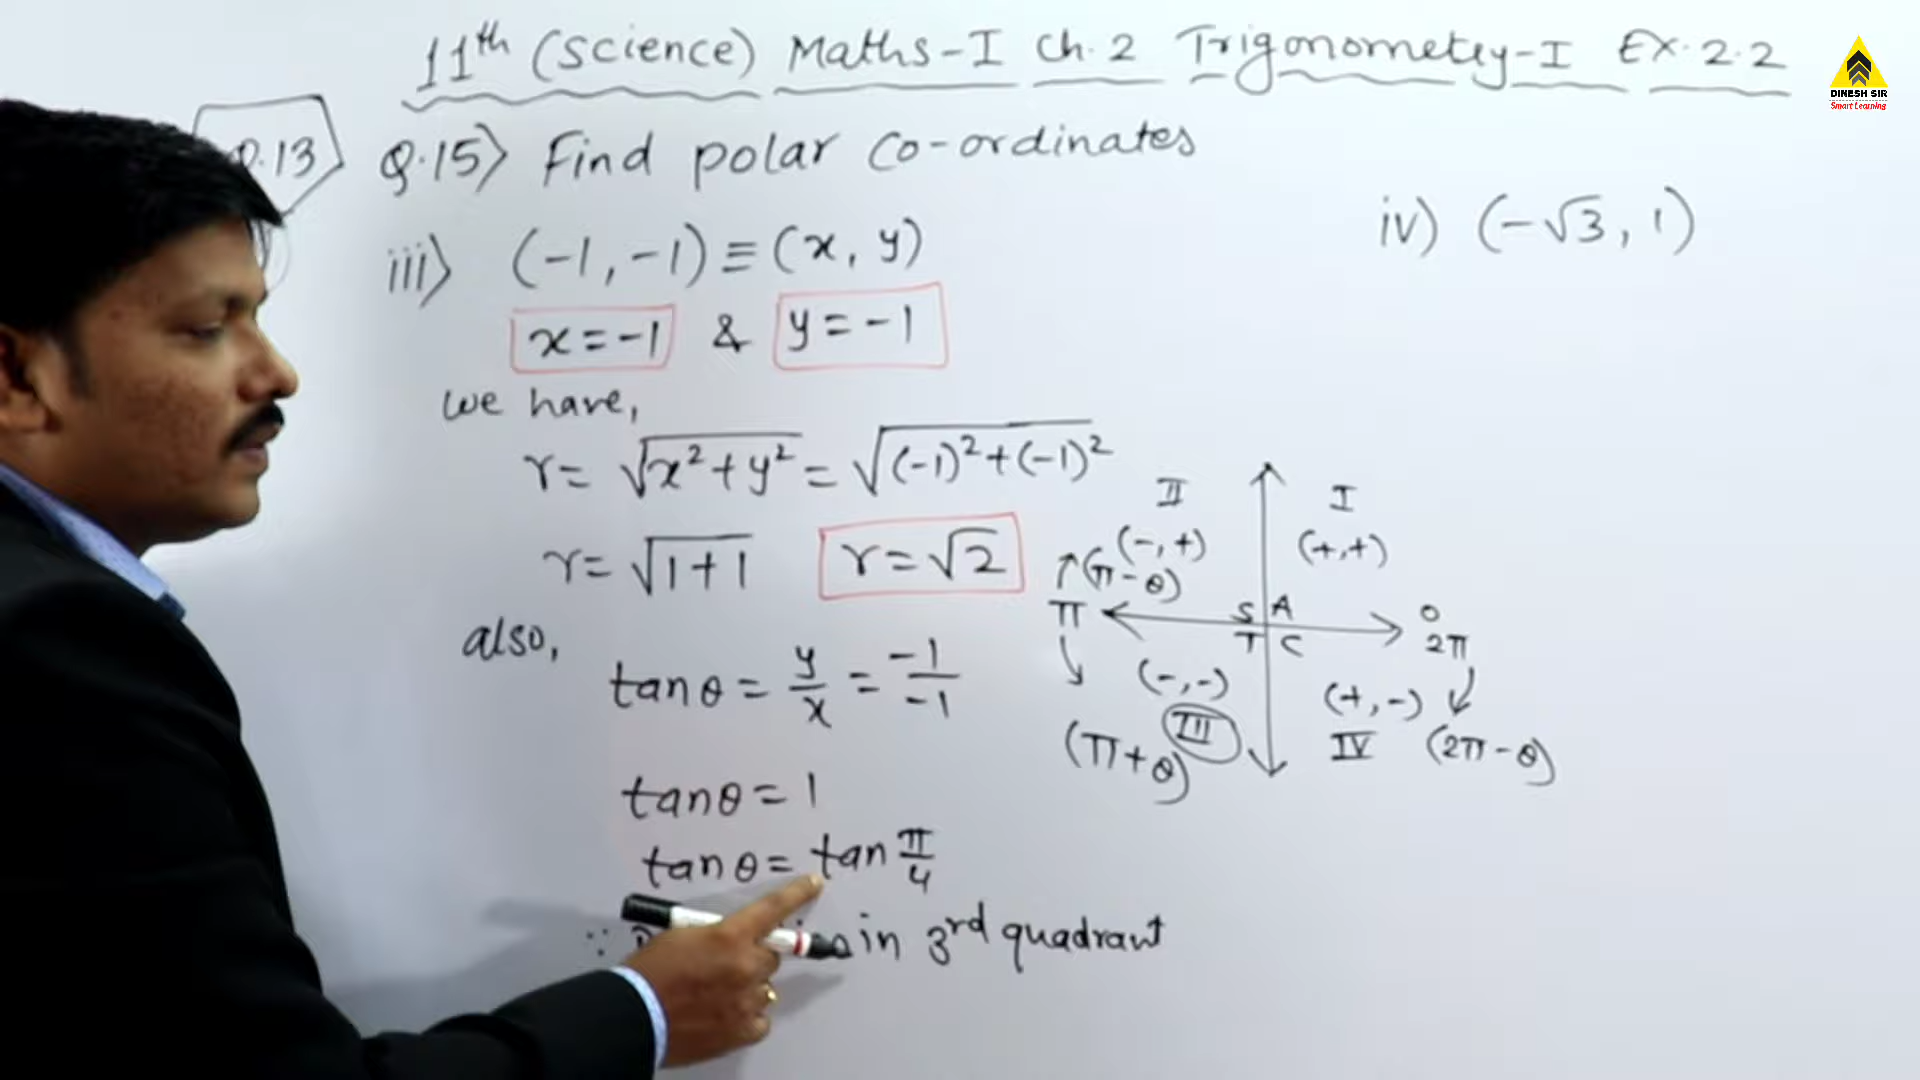 11th (Science) Maths-I Ch.2 Trigonometry-I Ex.2.2
DINESH SIR
Smart Learning
.13
Q.15) Find polar Co-ordinates
iii) (-1, -1) ≡ (x, y)
iv) (-√3, 1)
x = -1 & y = -1
we have,
r = √x²+y² = √(-1)²+(-1)²
r = √1+1 r = √2
also,
tanθ = y/x = -1/-1
tanθ = 1
tanθ = tan π/4
∵ in 3rd quadrant
II I
(-,+) (+,+)
↑(π-θ)
π S A 0
T C 2π
(-,-) (+,-)
III IV (2π-θ)
(π+θ)